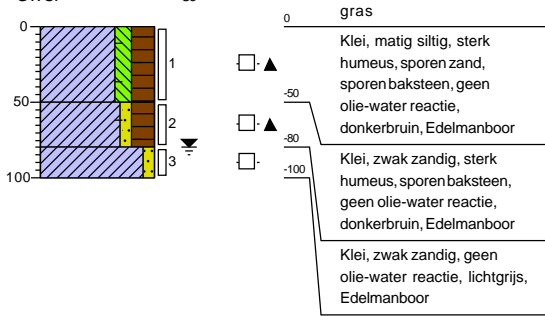 gras
0
0
Klei, matig siltig, sterk
humeus, sporen zand,
sporen baksteen, geen
olie-water reactie,
donkerbruin, Edelmanboor
1
50
-50
2
Klei, zwak zandig, sterk
humeus, sporen baksteen,
geen olie-water reactie,
donkerbruin, Edelmanboor
-80
3
100
-100
Klei, zwak zandig, geen
olie-water reactie, lichtgrijs,
Edelmanboor